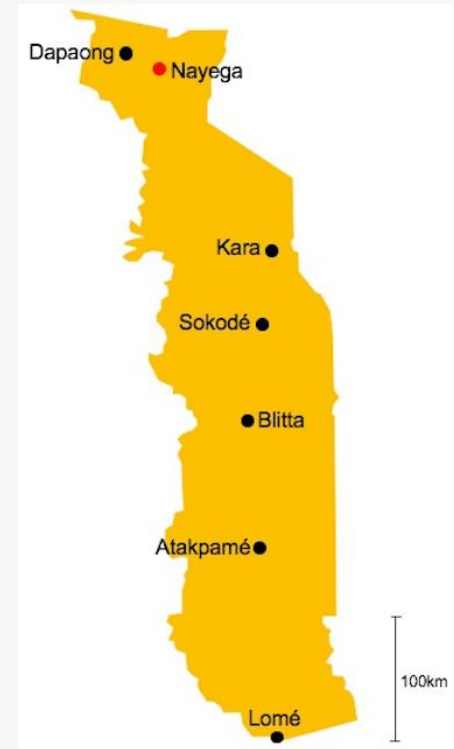 Dapaong
Nayega
Kara
Sokodé
Blitta
Atakpamé
100km
Lomé